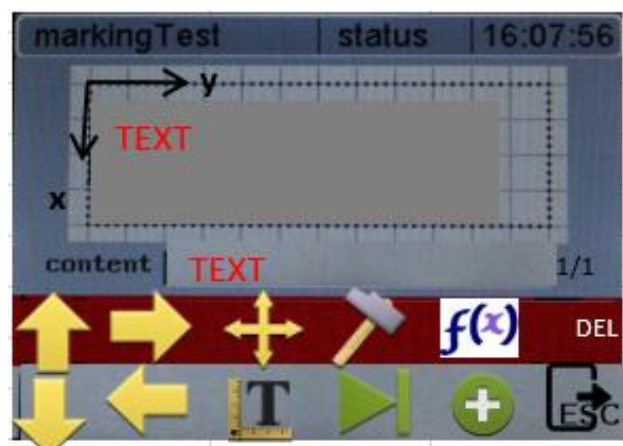 markingTest status 16:07:56
y
TEXT
x
content TEXT 1/1
f(x) DEL
T ESC